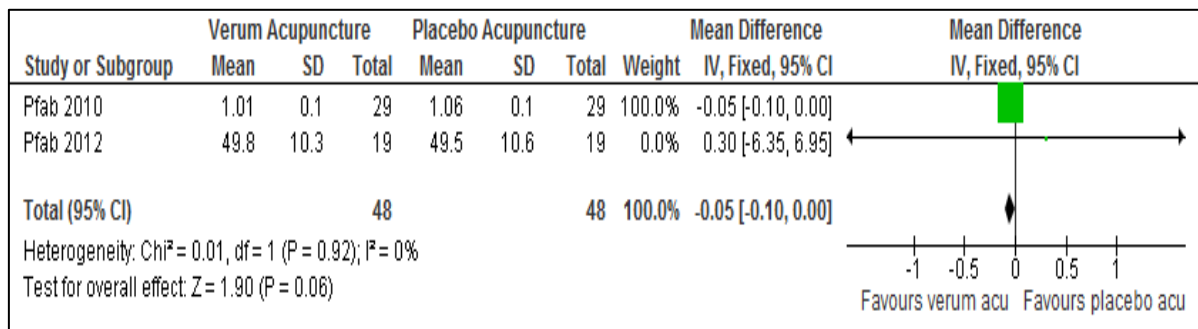 Verum Acupuncture Placebo Acupuncture Mean Difference Mean Difference
Study or Subgroup Mean SD Total Mean SD Total Weight IV, Fixed, 95% CI IV, Fixed, 95% CI
Pfab 2010 1.01 0.1 29 1.06 0.1 29 100.0% -0.05 [-0.10, 0.00]
Pfab 2012 49.8 10.3 19 49.5 10.6 19 0.0% 0.30 [-6.35, 6.95]
Total (95% CI) 48 48 100.0% -0.05 [-0.10, 0.00]
Heterogeneity: Chi² = 0.01, df = 1 (P = 0.92); I² = 0%
Test for overall effect: Z = 1.90 (P = 0.06)
-1 -0.5 0 0.5 1
Favours verum acu Favours placebo acu